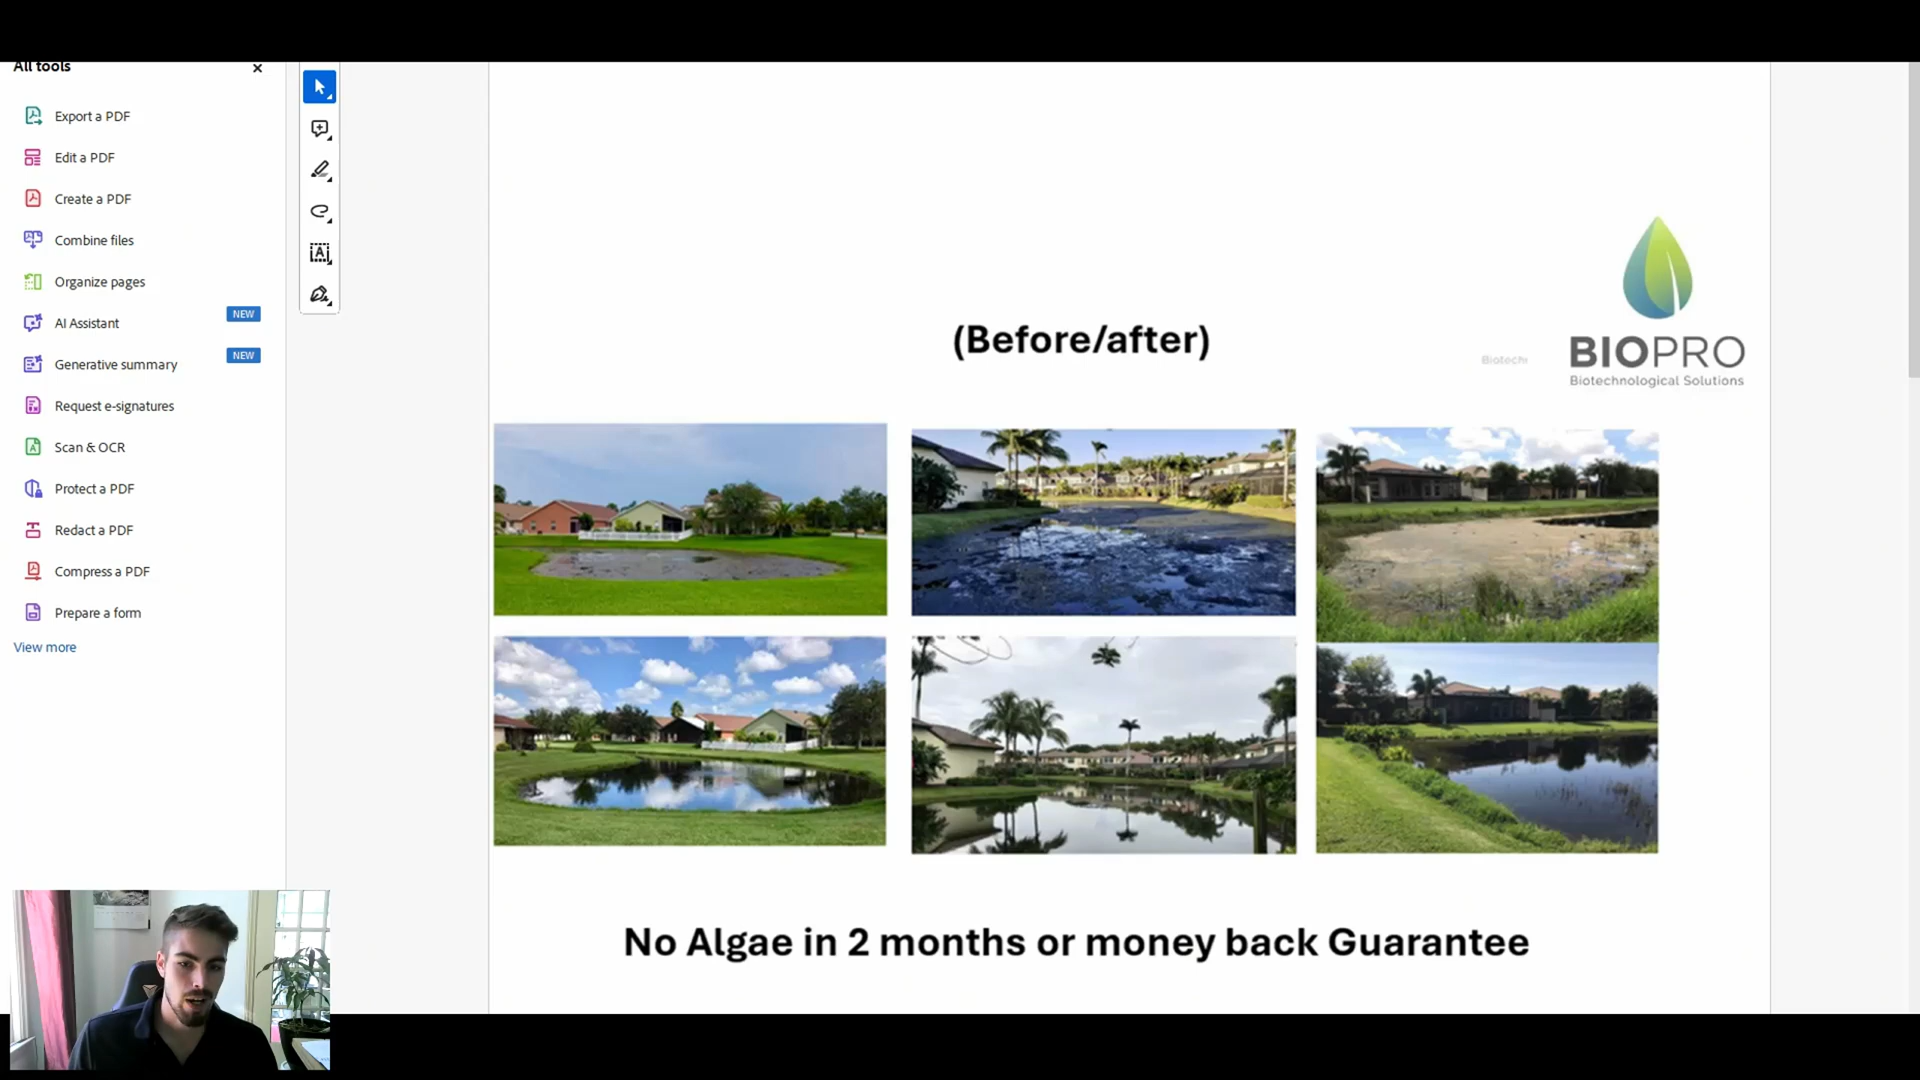 All tools
Export a PDF
Edit a PDF
Create a PDF
Combine files
Organize pages
AI Assistant
NEW
Generative summary
NEW
Request e-signatures
Scan & OCR
Protect a PDF
Redact a PDF
Compress a PDF
Prepare a form
View more
(Before/after)
Biotech
BIOPRO
Biotechnological Solutions
No Algae in 2 months or money back Guarantee